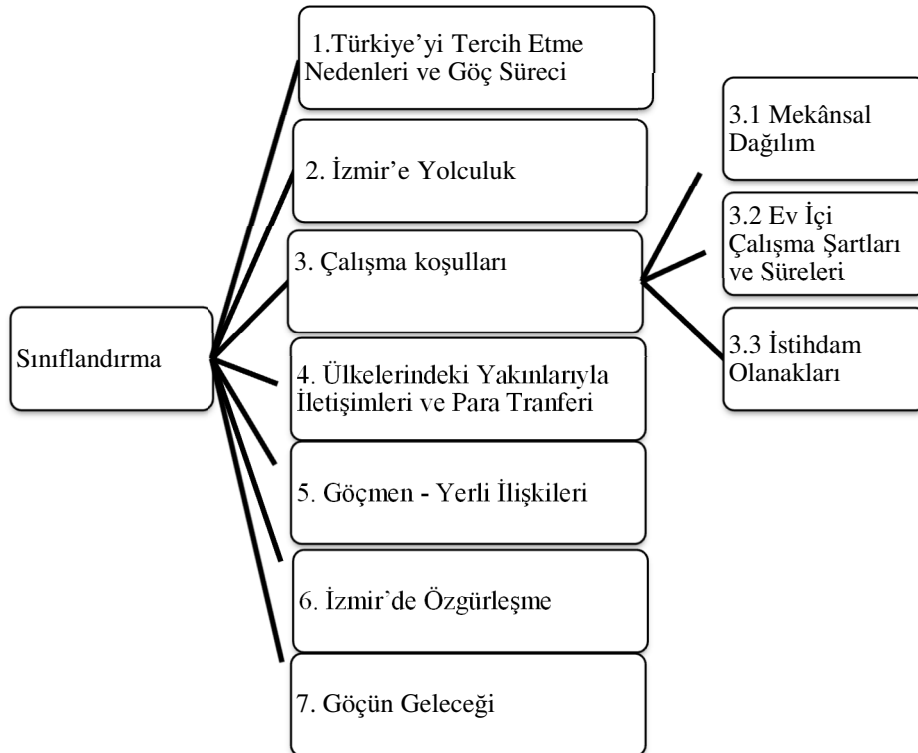 1.Türkiye’yi Tercih Etme
Nedenleri ve Göç Süreci
2. İzmir’e Yolculuk
3. Çalışma koşulları
3.1 Mekânsal
Dağılım
3.2 Ev İçi
Çalışma Şartları
ve Süreleri
3.3 İstihdam
Olanakları
Sınıflandırma
4. Ülkelerindeki Yakınlarıyla
İletişimleri ve Para Tranferi
5. Göçmen - Yerli İlişkileri
6. İzmir’de Özgürleşme
7. Göçün Geleceği